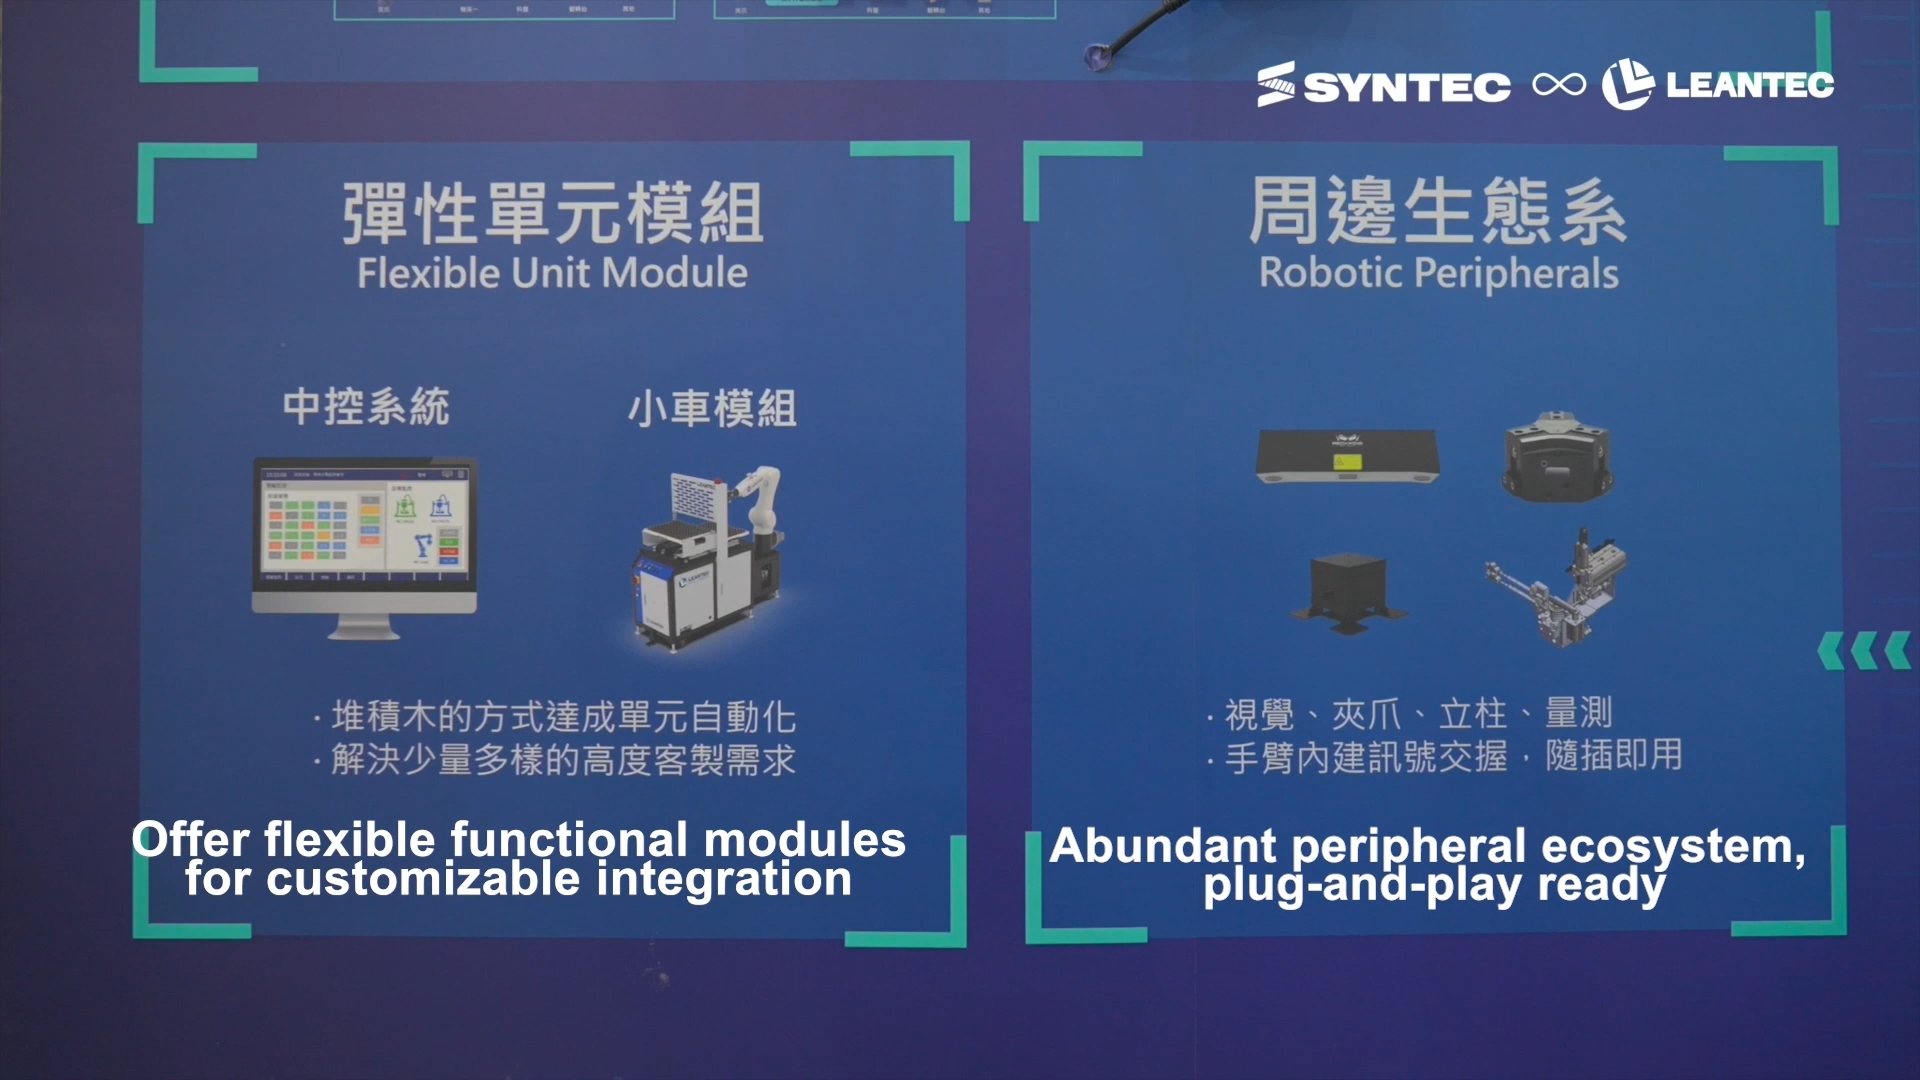 SYNTEC ∞ LEANTEC
彈性單元模組
Flexible Unit Module
中控系統
小車模組
LEANTEC
・堆積木的方式達成單元自動化
・解決少量多樣的高度客製需求
Offer flexible functional modules
for customizable integration
周邊生態系
Robotic Peripherals
・視覺、夾爪、立柱、量測
・手臂內建訊號交握，隨插即用
Abundant peripheral ecosystem,
plug-and-play ready